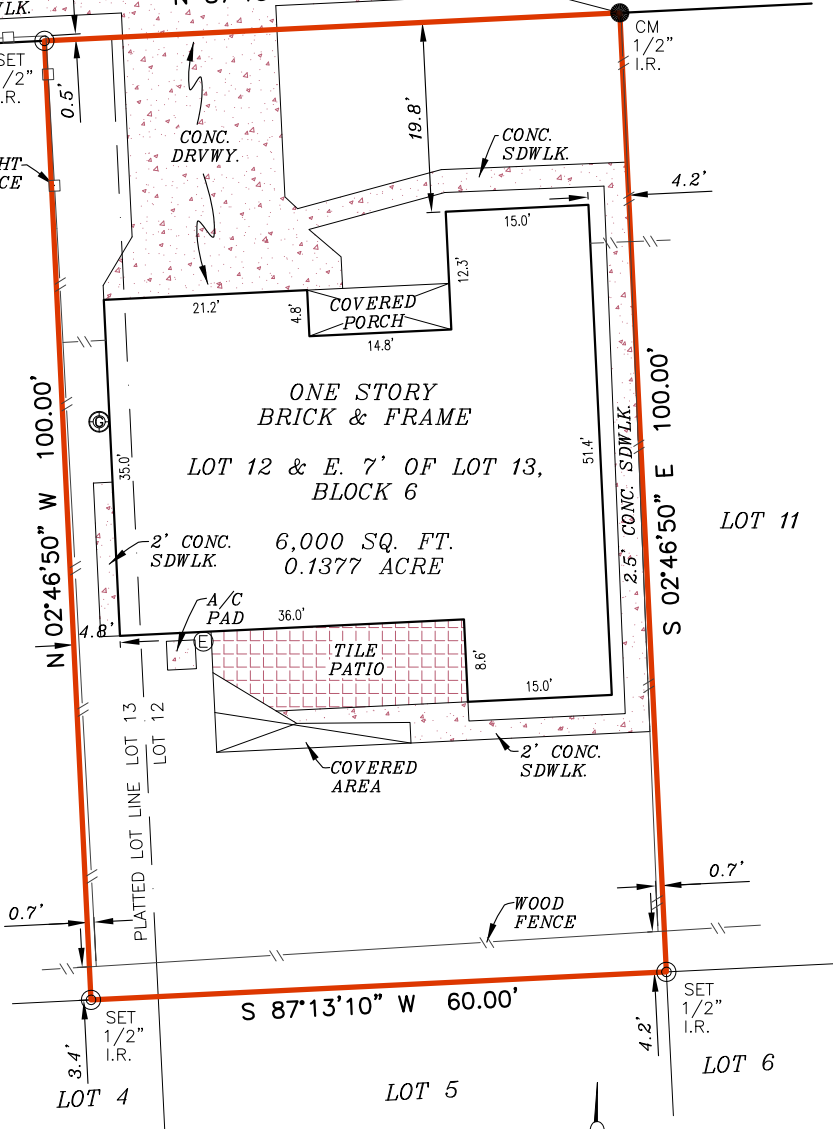 WLK.
SET
1/2"
I.R.
0.5'
CM
1/2"
I.R.
CONC.
DRVWY.
19.8'
CONC.
SDWLK.
4.2'
15.0'
12.3'
21.2'
4.8'
COVERED
PORCH
14.8'
ONE STORY
BRICK & FRAME
LOT 12 & E. 7' OF LOT 13,
BLOCK 6
6,000 SQ. FT.
0.1377 ACRE
G
35.0'
51.4'
N 02°46'50" W 100.00'
S 02°46'50" E 100.00'
2.5' CONC. SDWLK.
LOT 11
2' CONC.
SDWLK.
A/C
PAD
36.0'
4.8'
E
TILE
PATIO
8.6'
15.0'
2' CONC.
SDWLK.
COVERED
AREA
PLATTED LOT LINE LOT 13
LOT 12
0.7'
0.7'
WOOD
FENCE
S 87°13'10" W 60.00'
SET
1/2"
I.R.
SET
1/2"
I.R.
3.4'
4.2'
LOT 4
LOT 5
LOT 6